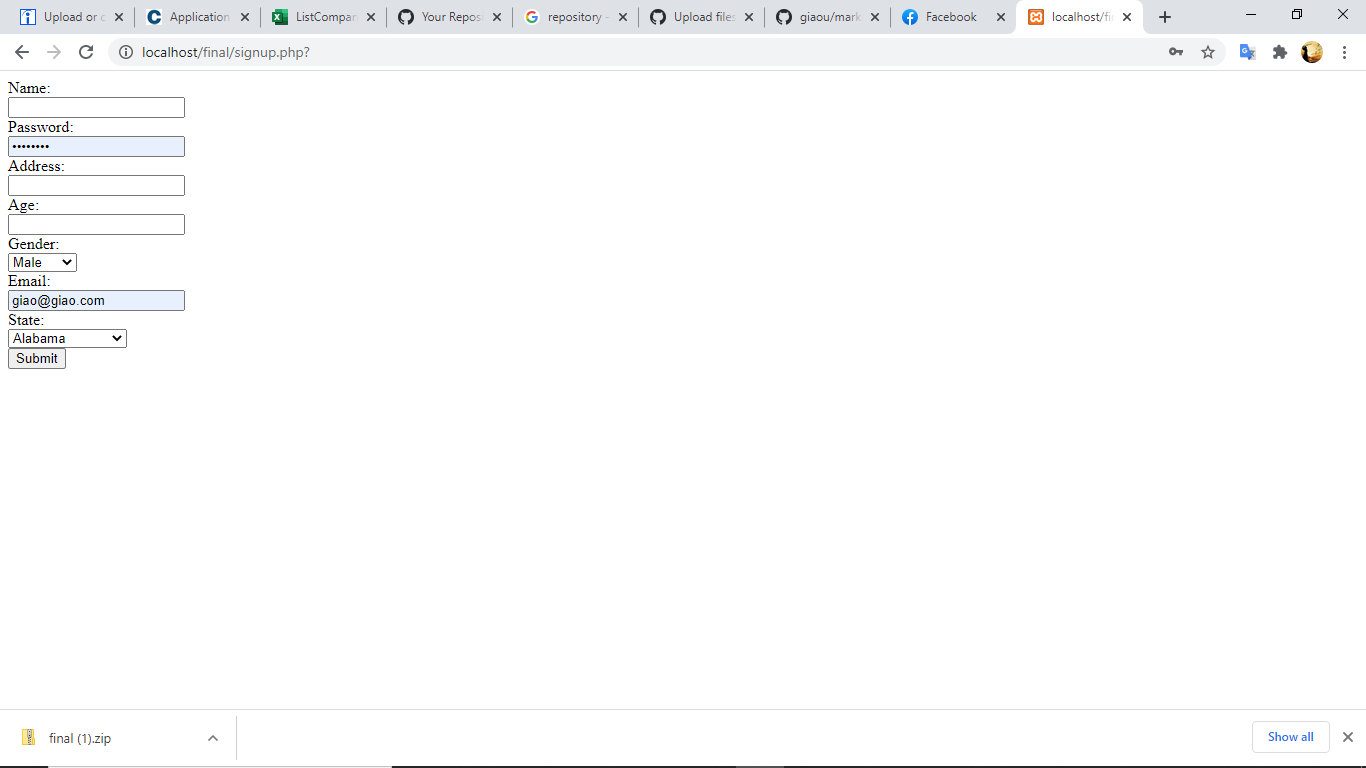 Upload or c
Application
ListCompan
Your Repos
repository -
Upload files
giaou/mark
Facebook
localhost/fi
localhost/final/signup.php?
Name:
Password:
••••••••
Address:
Age:
Gender:
Male
Email:
giao@giao.com
State:
Alabama
Submit
final (1).zip
Show all